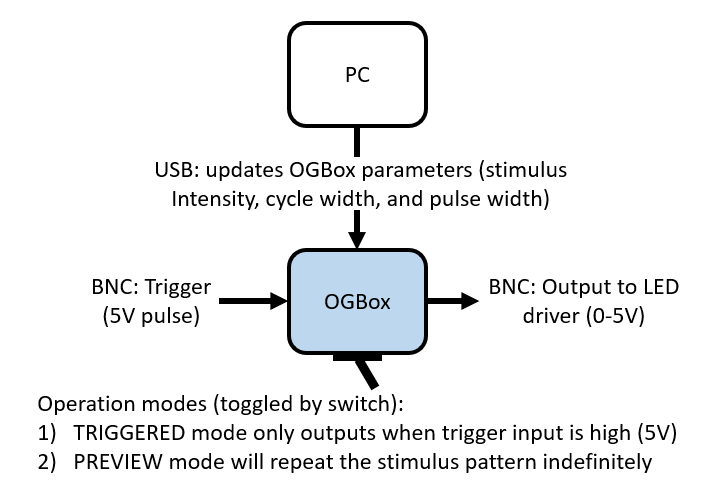 PC
USB: updates OGBox parameters (stimulus
Intensity, cycle width, and pulse width)
BNC: Trigger
(5V pulse)
OGBox
BNC: Output to LED
driver (0-5V)
Operation modes (toggled by switch):
1) TRIGGERED mode only outputs when trigger input is high (5V)
2) PREVIEW mode will repeat the stimulus pattern indefinitely